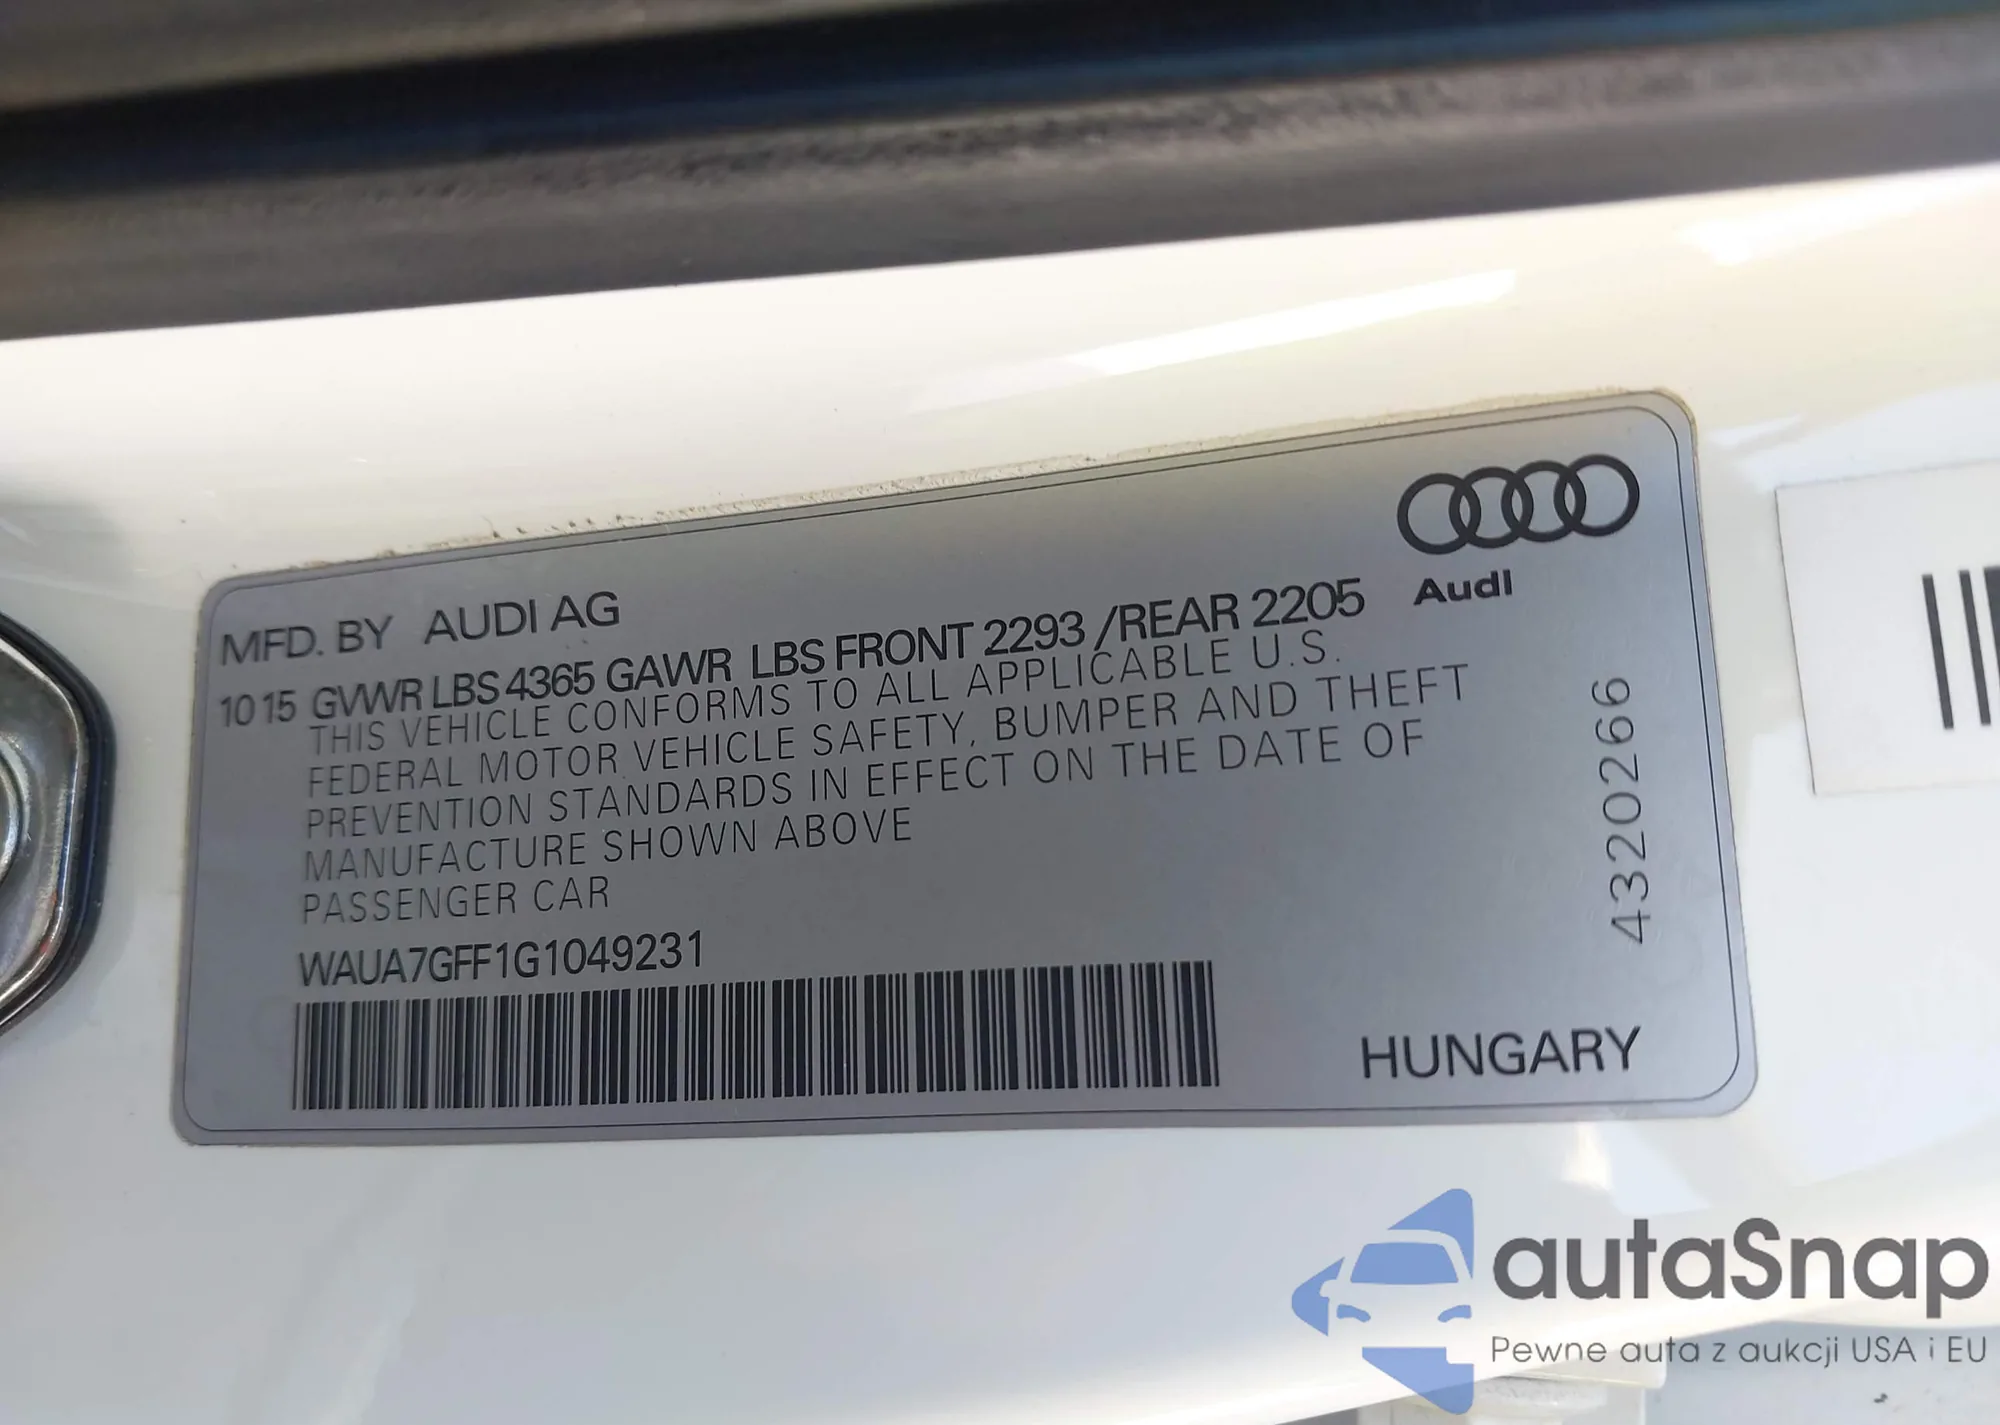 Audi
MFD. BY AUDI AG
10 15 GVWR LBS 4365 GAWR LBS FRONT 2293 /REAR 2205
THIS VEHICLE CONFORMS TO ALL APPLICABLE U.S.
FEDERAL MOTOR VEHICLE SAFETY, BUMPER AND THEFT
PREVENTION STANDARDS IN EFFECT ON THE DATE OF
MANUFACTURE SHOWN ABOVE
PASSENGER CAR
WAUA7GFF1G1049231
4320266
HUNGARY
autaSnap
Pewne auta z aukcji USA i EU